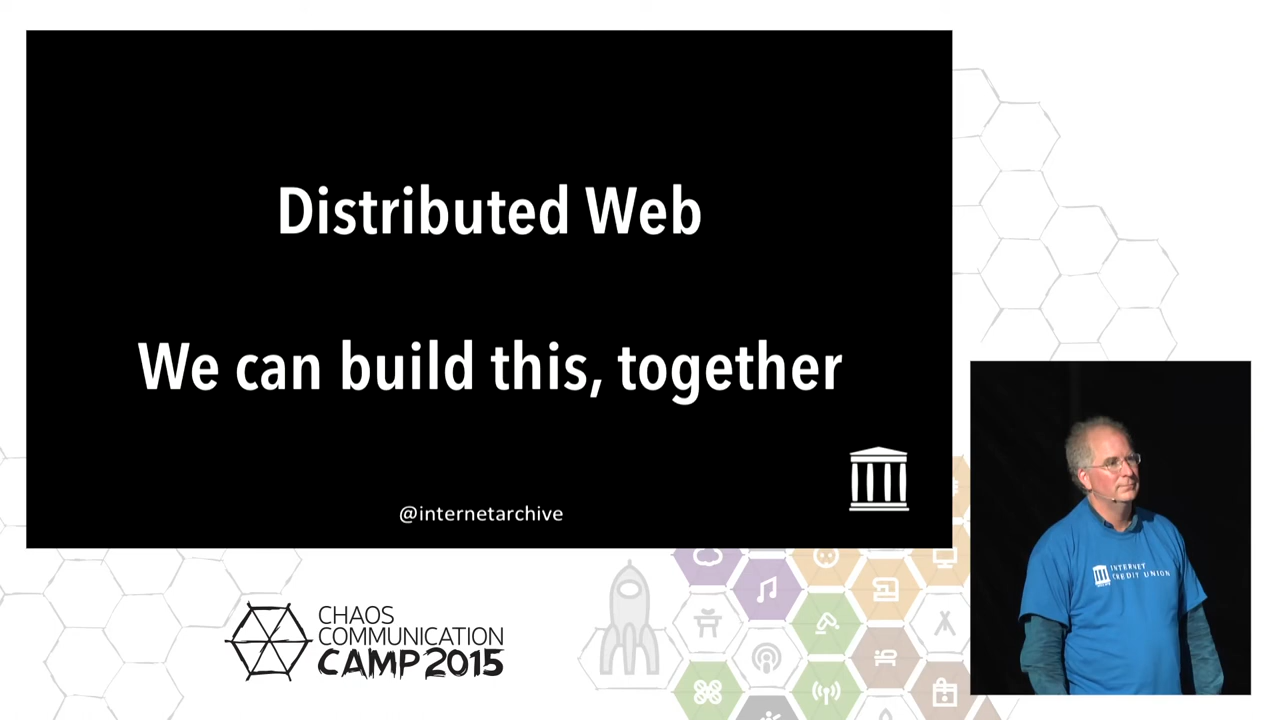 Distributed Web
We can build this, together
@internetarchive
INTERNET
CREDIT UNION
CHAOS
COMMUNICATION
CAMP 2015